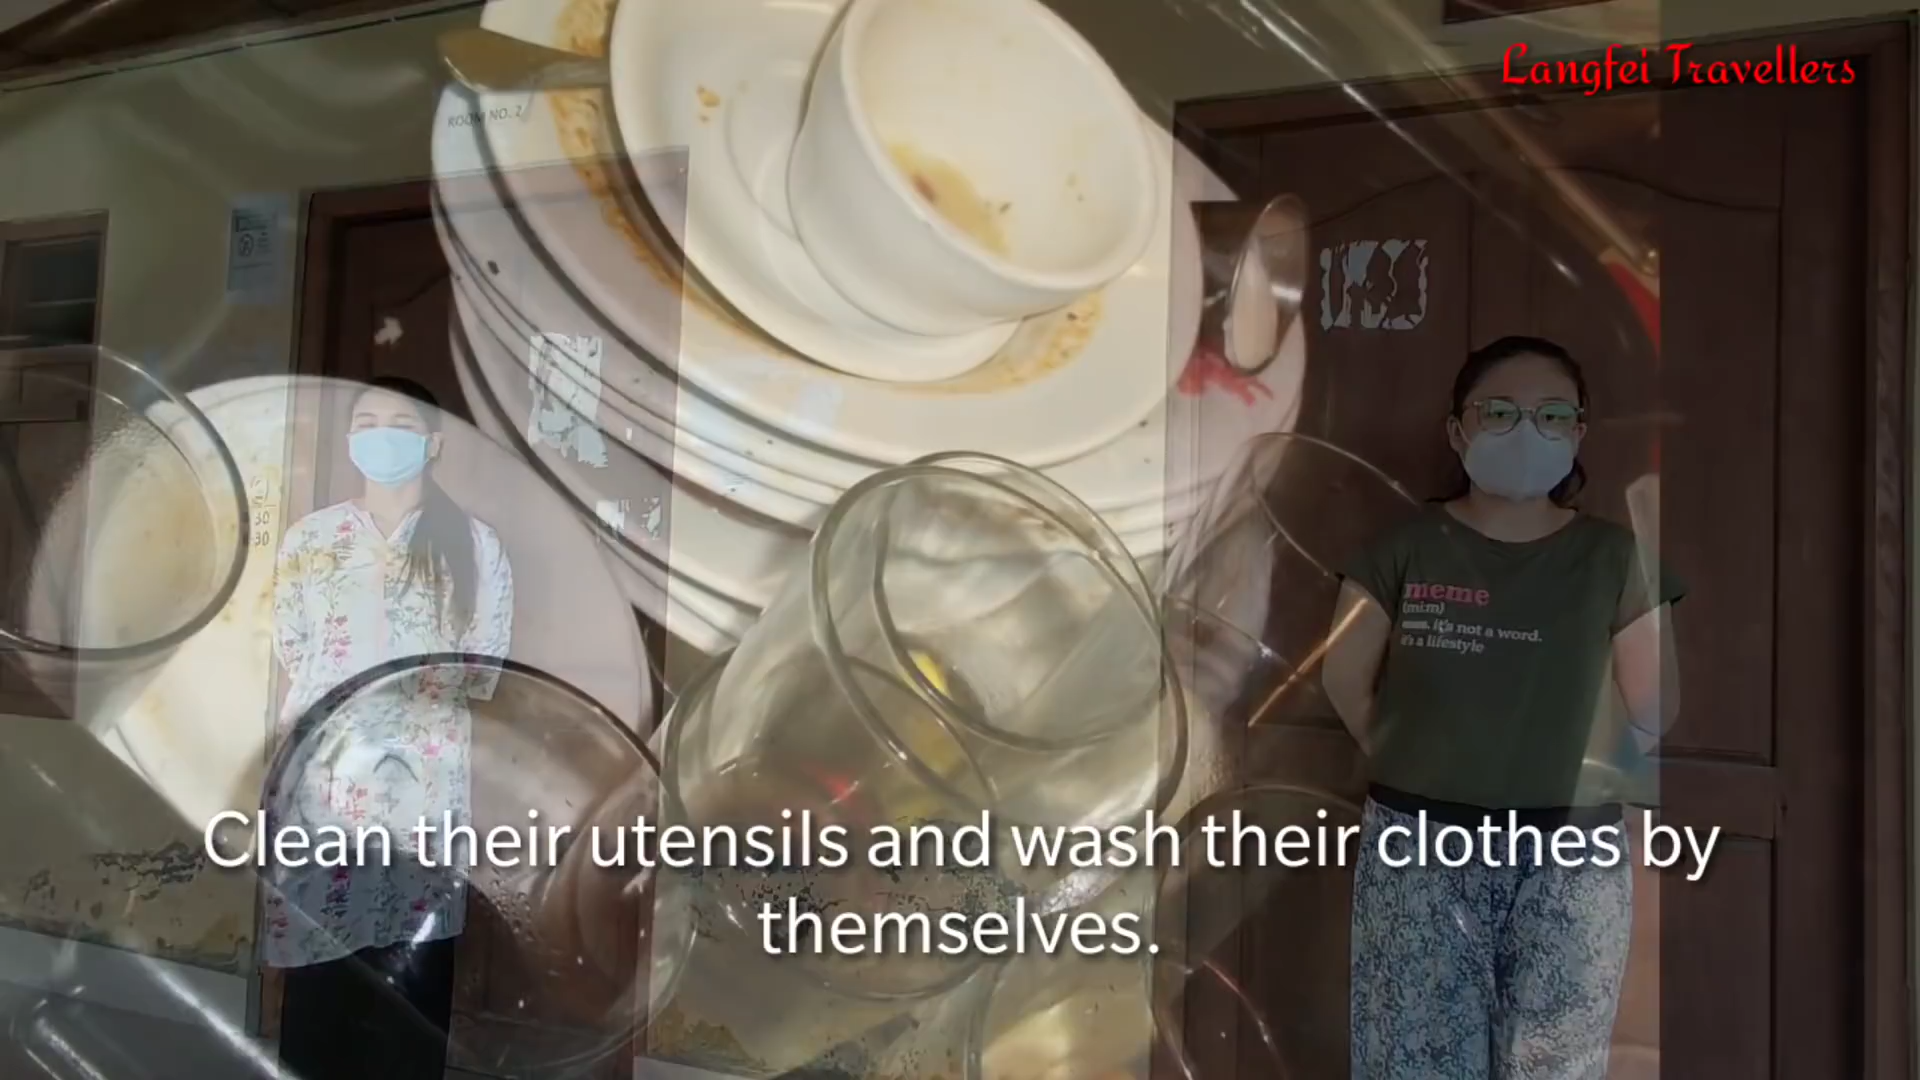 Langfei Travellers
ROOM NO. 2
meme
(mi:m)
it's not a word.
it's a lifestyle
Clean their utensils and wash their clothes by
themselves.